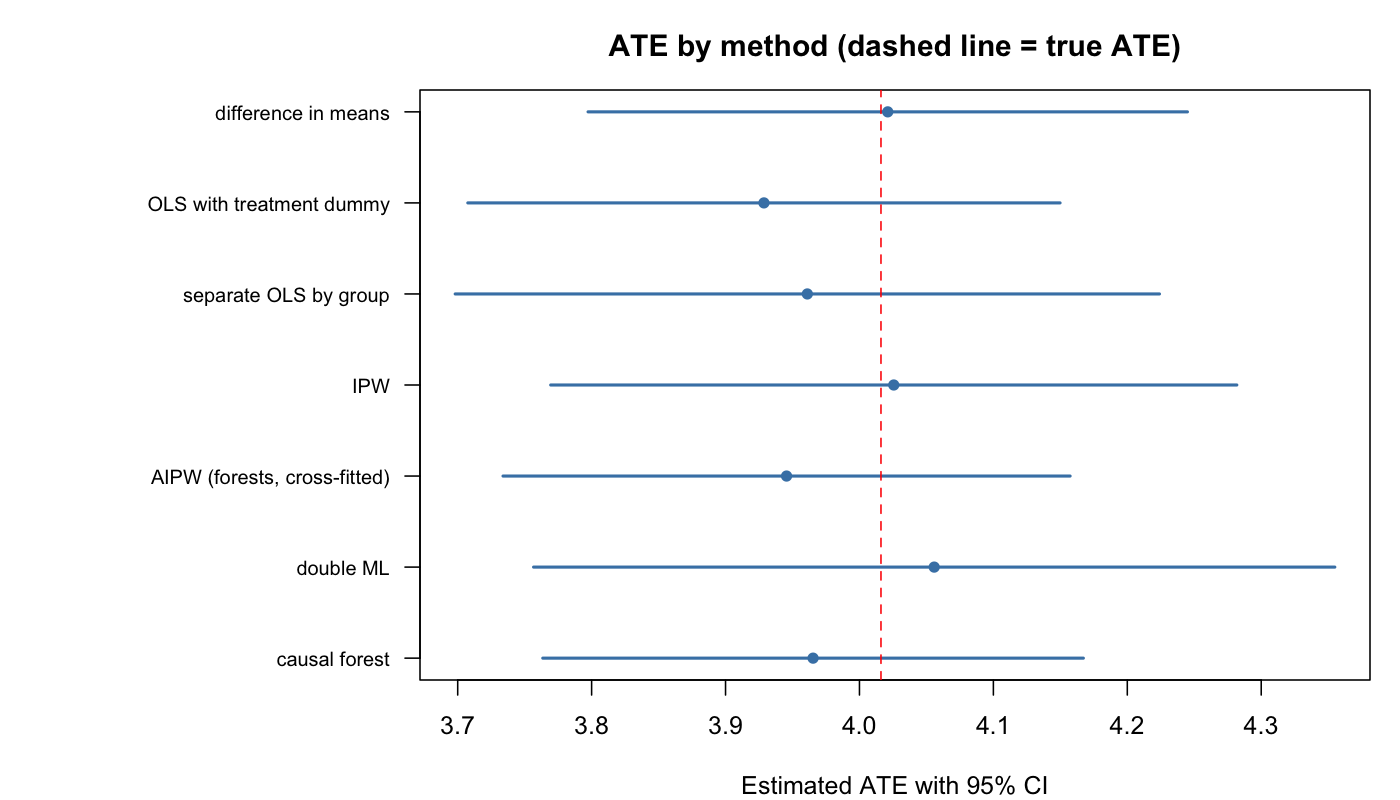 ATE by method (dashed line = true ATE)
difference in means
OLS with treatment dummy
separate OLS by group
IPW
AIPW (forests, cross-fitted)
double ML
causal forest
3.7 3.8 3.9 4.0 4.1 4.2 4.3
Estimated ATE with 95% CI